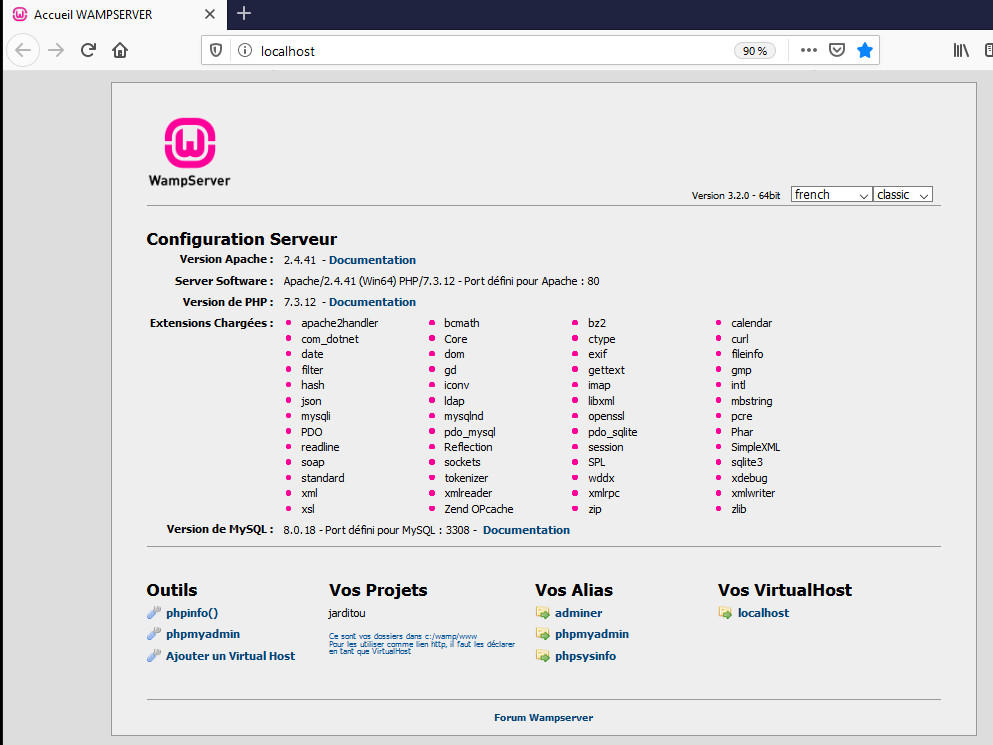 Accueil WAMPSERVER
localhost
90 %
WampServer
Version 3.2.0 - 64bit french classic
Configuration Serveur
Version Apache : 2.4.41 - Documentation
Server Software : Apache/2.4.41 (Win64) PHP/7.3.12 - Port défini pour Apache : 80
Version de PHP : 7.3.12 - Documentation
Extensions Chargées : apache2handler bcmath bz2 calendar
com_dotnet Core ctype curl
date dom exif fileinfo
filter gd gettext gmp
hash iconv imap intl
json ldap libxml mbstring
mysqli mysqlnd openssl pcre
PDO pdo_mysql pdo_sqlite Phar
readline Reflection session SimpleXML
soap sockets SPL sqlite3
standard tokenizer wddx xdebug
xml xmlreader xmlrpc xmlwriter
xsl Zend OPcache zip zlib
Version de MySQL : 8.0.18 - Port défini pour MySQL : 3308 - Documentation
Outils
phpinfo()
phpmyadmin
Ajouter un Virtual Host
Vos Projets
jarditou
Ce sont vos dossiers dans c:/wamp/www
Pour les utiliser comme lien http, il faut les déclarer
en tant que VirtualHost
Vos Alias
adminer
phpmyadmin
phpsysinfo
Vos VirtualHost
localhost
Forum Wampserver